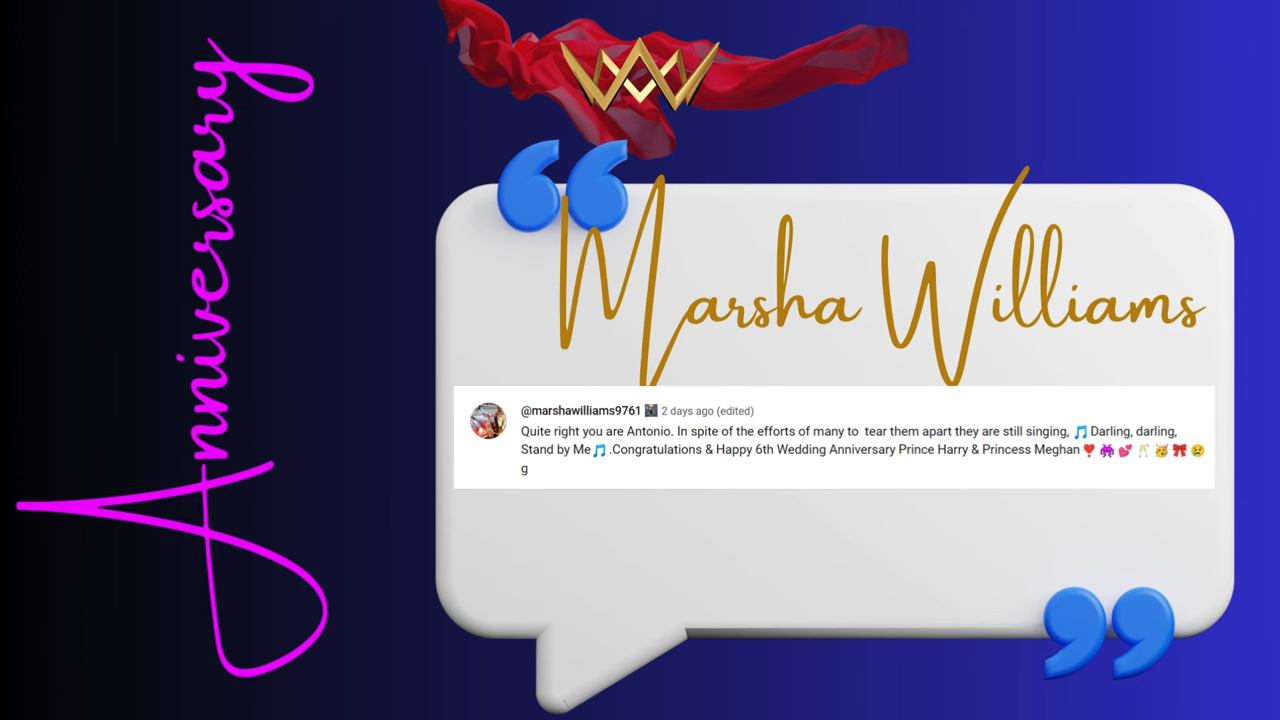 Anniversary
Marsha Williams
@marshawilliams9761 2 days ago (edited)
Quite right you are Antonio. In spite of the efforts of many to  tear them apart they are still singing, 🎵Darling, darling,
Stand by Me🎵.Congratulations & Happy 6th Wedding Anniversary Prince Harry & Princess Meghan❣️ 👾 💕 🥂 🥳 🎀 😢
g